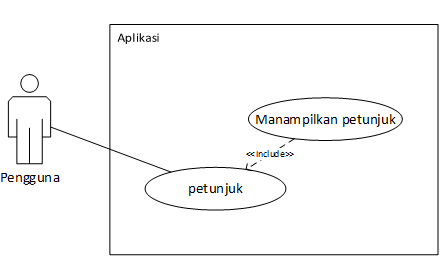 Aplikasi
Manampilkan petunjuk
<<include>>
Pengguna
petunjuk